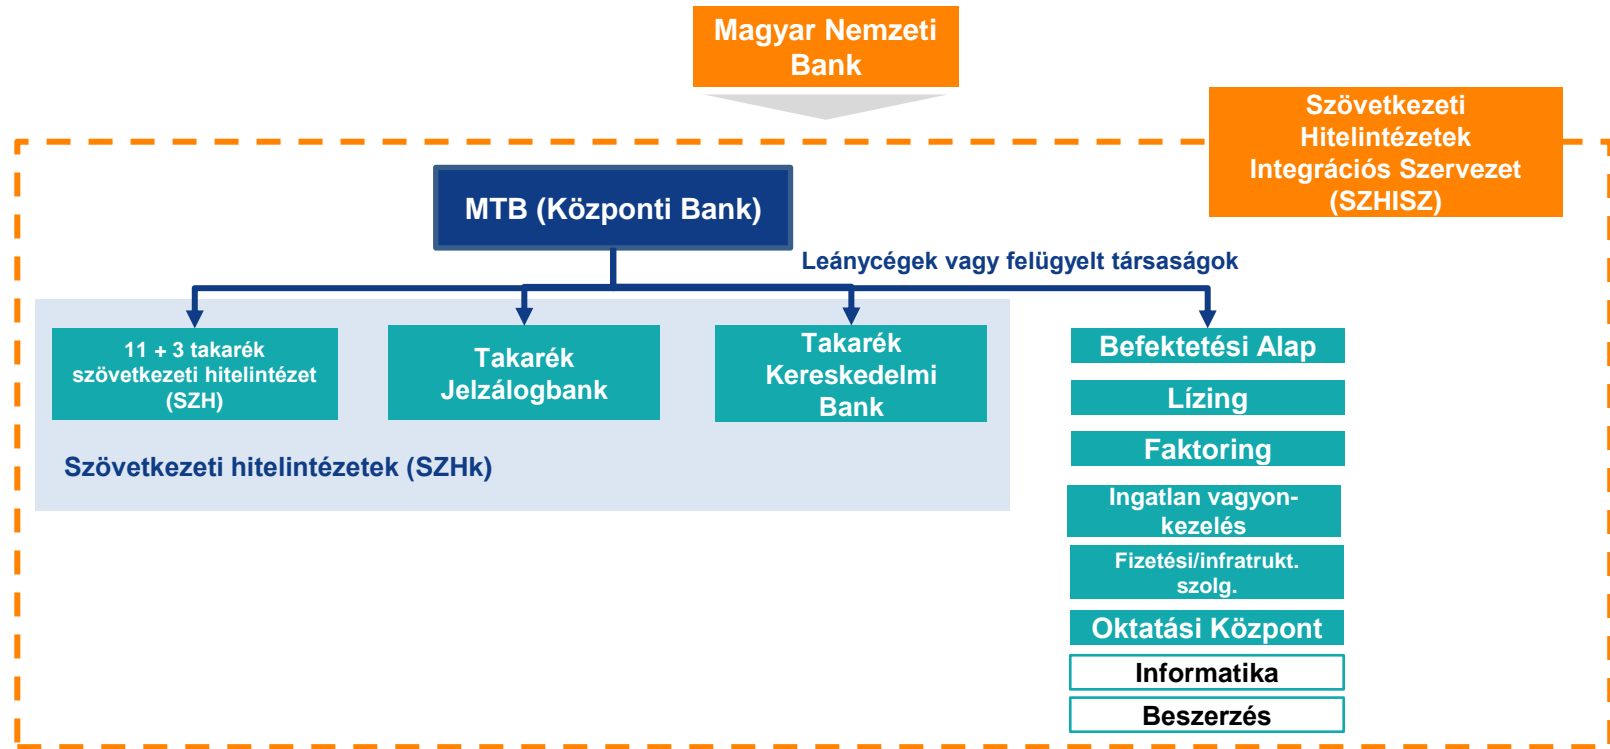 Magyar Nemzeti
Bank
Szövetkezeti
Hitelintézetek
Integrációs Szervezet
(SZHISZ)
MTB (Központi Bank)
Leánycégek vagy felügyelt társaságok
11 + 3 takarék
szövetkezeti hitelintézet
(SZH)
Takarék
Jelzálogbank
Takarék
Kereskedelmi
Bank
Szövetkezeti hitelintézetek (SZHk)
Befektetési Alap
Lízing
Faktoring
Ingatlan vagyon-
kezelés
Fizetési/infratrukt.
szolg.
Oktatási Központ
Informatika
Beszerzés